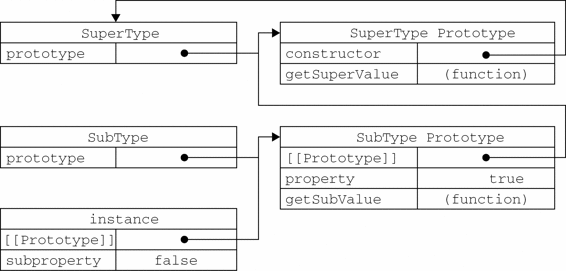 SuperType
prototype
SuperType Prototype
constructor
getSuperValue (function)
SubType
prototype
SubType Prototype
[[Prototype]]
property true
getSubValue (function)
instance
[[Prototype]]
subproperty false